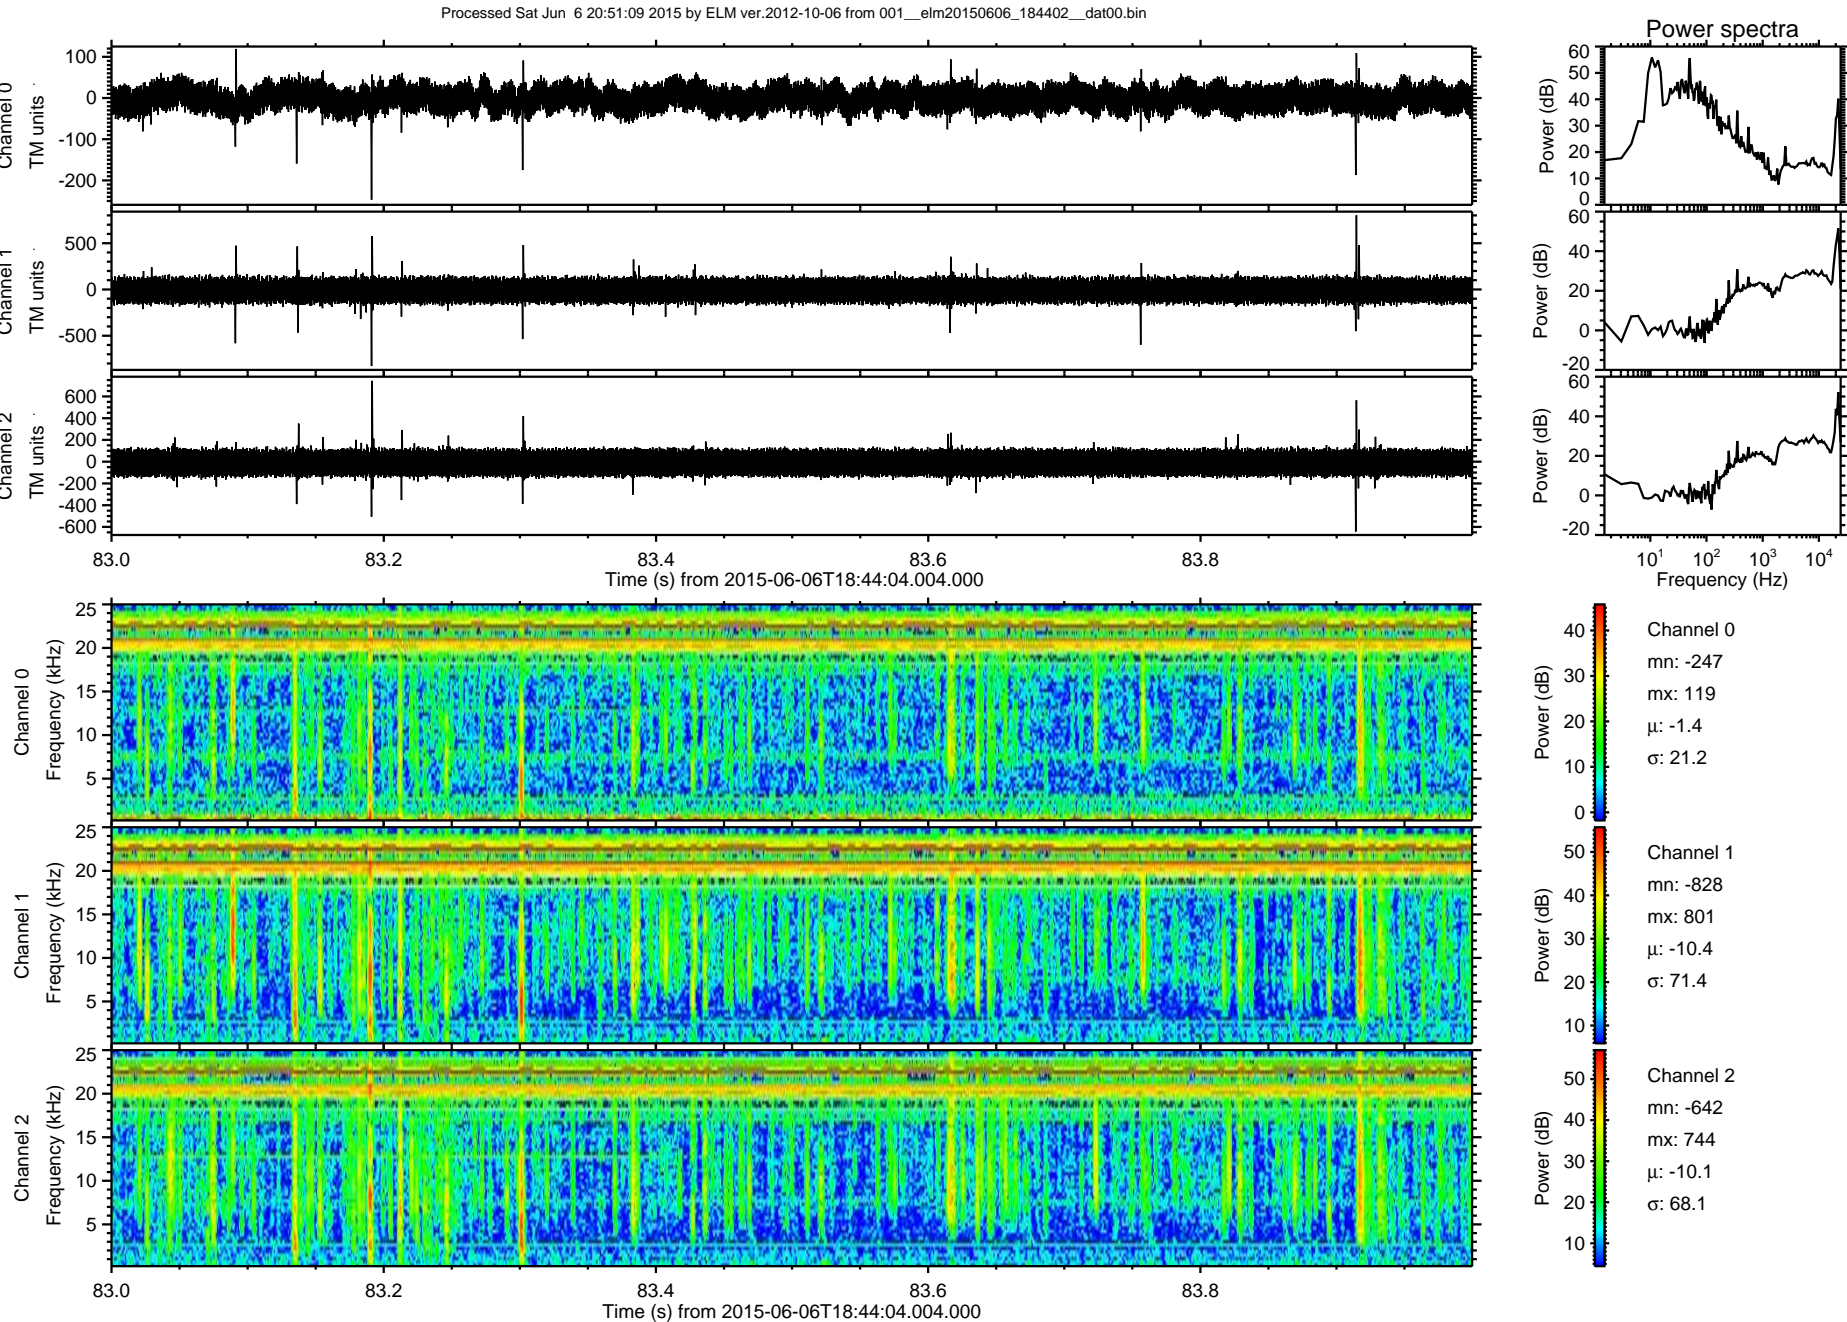 Processed Sat Jun  6 20:51:09 2015 by ELM ver.2012-10-06 from 001__elm20150606_184402__dat00.bin
Power spectra
Channel 0
TM units
100
0
-100
-200
Power (dB)
60
50
40
30
20
10
0
Channel 1
TM units
500
0
-500
Power (dB)
60
40
20
0
-20
Channel 2
TM units
600
400
200
0
-200
-400
-600
Power (dB)
60
40
20
0
-20
83.0 83.2 83.4 83.6 83.8
Time (s) from 2015-06-06T18:44:04.004.000
10^1 10^2 10^3 10^4
Frequency (Hz)
Channel 0
Frequency (kHz)
25
20
15
10
5
Power (dB)
40
30
20
10
0
Channel 0
mn: -247
mx: 119
μ: -1.4
σ: 21.2
Channel 1
Frequency (kHz)
25
20
15
10
5
Power (dB)
50
40
30
20
10
Channel 1
mn: -828
mx: 801
μ: -10.4
σ: 71.4
Channel 2
Frequency (kHz)
25
20
15
10
5
Power (dB)
50
40
30
20
10
Channel 2
mn: -642
mx: 744
μ: -10.1
σ: 68.1
83.0 83.2 83.4 83.6 83.8
Time (s) from 2015-06-06T18:44:04.004.000